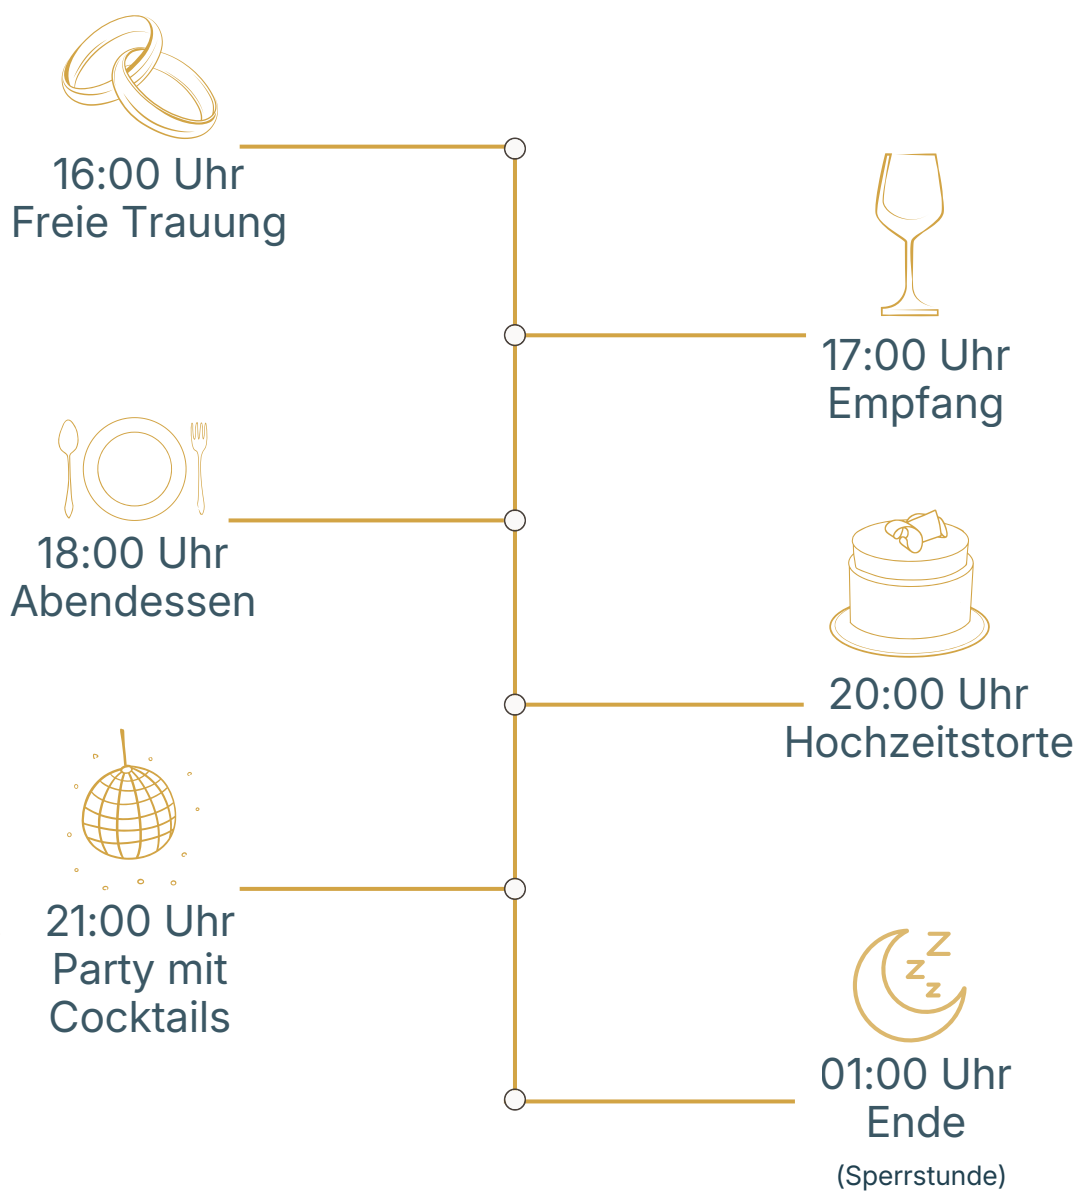 16:00 Uhr
Freie Trauung
17:00 Uhr
Empfang
18:00 Uhr
Abendessen
20:00 Uhr
Hochzeitstorte
21:00 Uhr
Party mit
Cocktails
01:00 Uhr
Ende
(Sperrstunde)